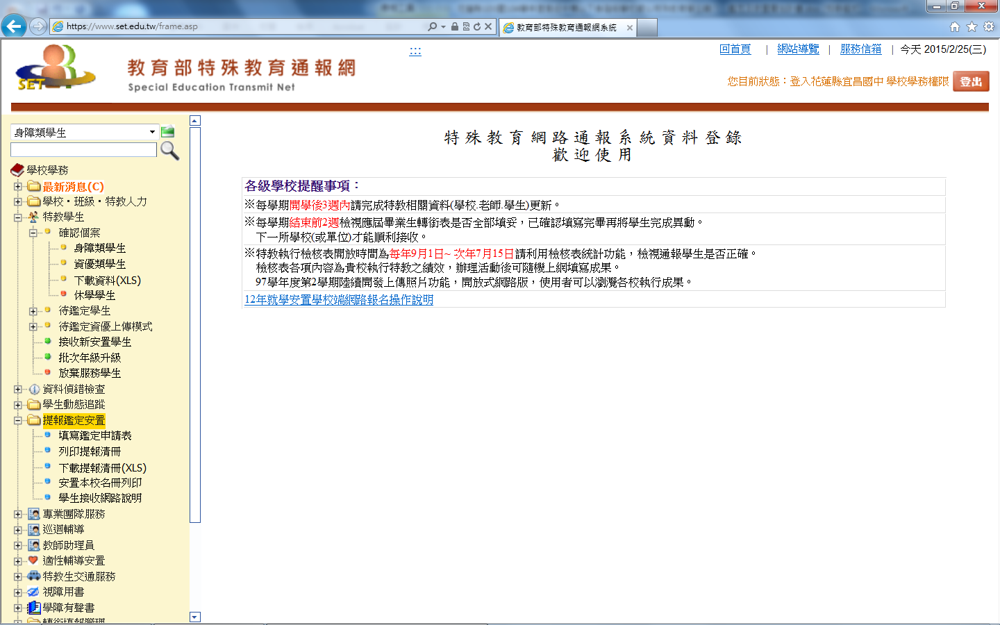 https://www.set.edu.tw/frame.asp
教育部特殊教育通報網系統
SET
教育部特殊教育通報網
Special Education Transmit Net
:::
回首頁 | 網站導覽 | 服務信箱 | 今天 2015/2/25(三)
您目前狀態：登入花蓮縣宜昌國中 學校學務權限 登出
身障類學生
學校學務
最新消息(C)
學校‧班級‧特教人力
特教學生
確認個案
身障類學生
資優類學生
下載資料(XLS)
休學學生
待鑑定學生
待鑑定資優上傳模式
接收新安置學生
批次年級升級
放棄服務學生
資料偵錯檢查
學生動態追蹤
提報鑑定安置
填寫鑑定申請表
列印提報清冊
下載提報清冊(XLS)
安置本校名冊列印
學生接收網路說明
專業團隊服務
巡迴輔導
教師助理員
適性輔導安置
特教生交通服務
視障用書
學障有聲書
轉銜填報管理
特殊教育網路通報系統資料登錄
歡迎使用
各級學校提醒事項：
※每學期開學後3週內請完成特教相關資料(學校.老師.學生)更新。
※每學期結束前2週檢視應屆畢業生轉銜表是否全部填妥，已確認填寫完畢再將學生完成異動。
下一所學校(或單位)才能順利接收。
※特教執行檢核表開放時間為每年9月1日~ 次年7月15日請利用檢核表統計功能，檢視通報學生是否正確。
檢核表各項內容為貴校執行特教之績效，辦理活動後可隨機上網填寫成果。
97學年度第2學期陸續開發上傳照片功能，開放式網路版，使用者可以瀏灠各校執行成果。
12年就學安置學校端網路報名操作說明